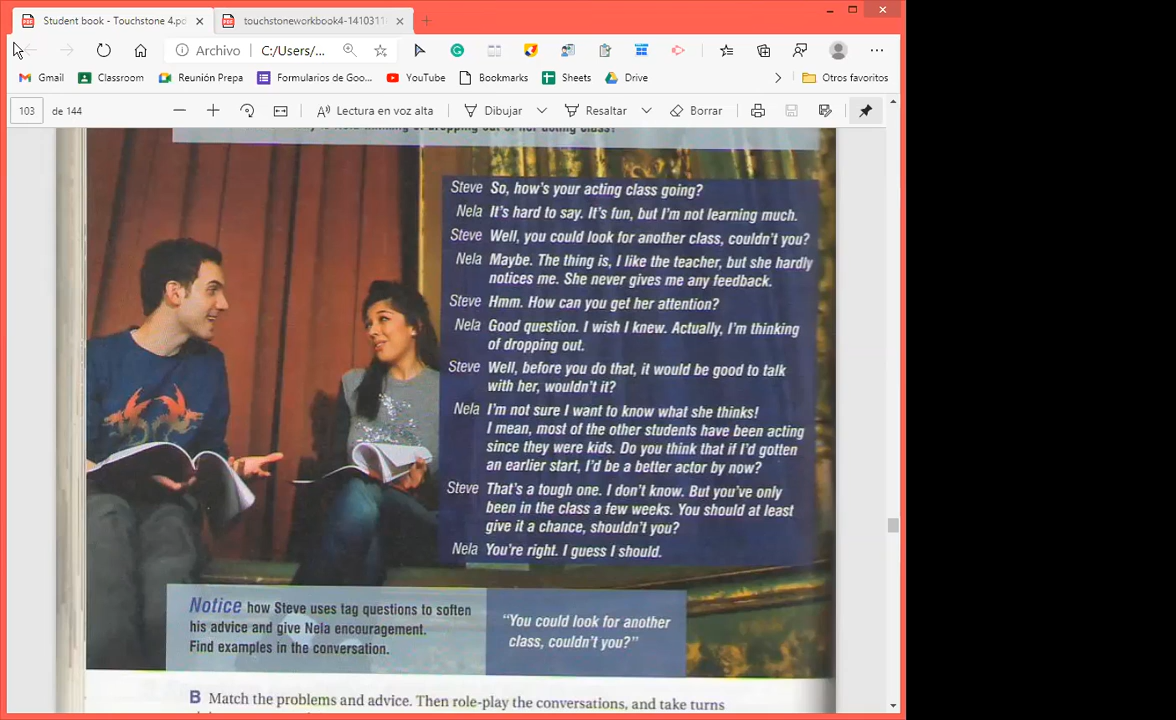 Student book - Touchstone 4.pd
touchstoneworkbook4-1410311
Archivo
C:/Users/...
Gmail
Classroom
Reunión Prepa
Formularios de Goo...
YouTube
Bookmarks
Sheets
Drive
Otros favoritos
103 de 144
Lectura en voz alta
Dibujar
Resaltar
Borrar
of dropping out of her acting class?
Steve So, how's your acting class going?
Nela It's hard to say. It's fun, but I'm not learning much.
Steve Well, you could look for another class, couldn't you?
Nela Maybe. The thing is, I like the teacher, but she hardly
notices me. She never gives me any feedback.
Steve Hmm. How can you get her attention?
Nela Good question. I wish I knew. Actually, I'm thinking
of dropping out.
Steve Well, before you do that, it would be good to talk
with her, wouldn't it?
Nela I'm not sure I want to know what she thinks!
I mean, most of the other students have been acting
since they were kids. Do you think that if I'd gotten
an earlier start, I'd be a better actor by now?
Steve That's a tough one. I don't know. But you've only
been in the class a few weeks. You should at least
give it a chance, shouldn't you?
Nela You're right. I guess I should.
Notice how Steve uses tag questions to soften
his advice and give Nela encouragement.
Find examples in the conversation.
"You could look for another
class, couldn't you?"
B Match the problems and advice. Then role-play the conversations, and take turns